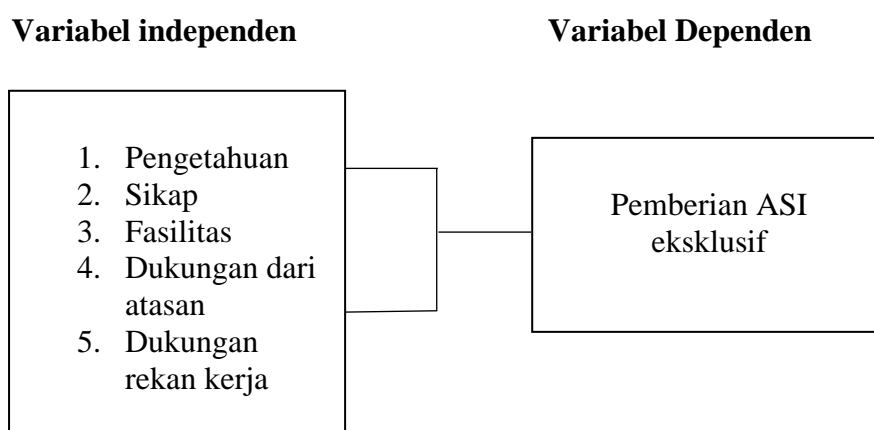 Variabel independen
Variabel Dependen
1. Pengetahuan
2. Sikap
3. Fasilitas
4. Dukungan dari
atasan
5. Dukungan
rekan kerja
Pemberian ASI
eksklusif